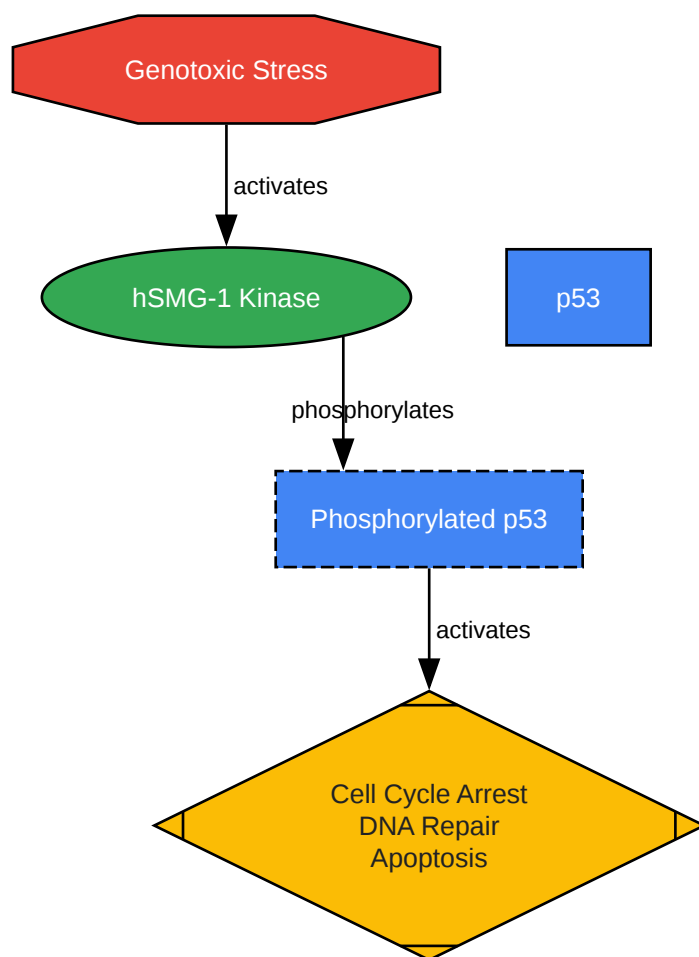 Genotoxic Stress
activates
hSMG-1 Kinase
p53
phosphorylates
Phosphorylated p53
activates
Cell Cycle Arrest
DNA Repair
Apoptosis